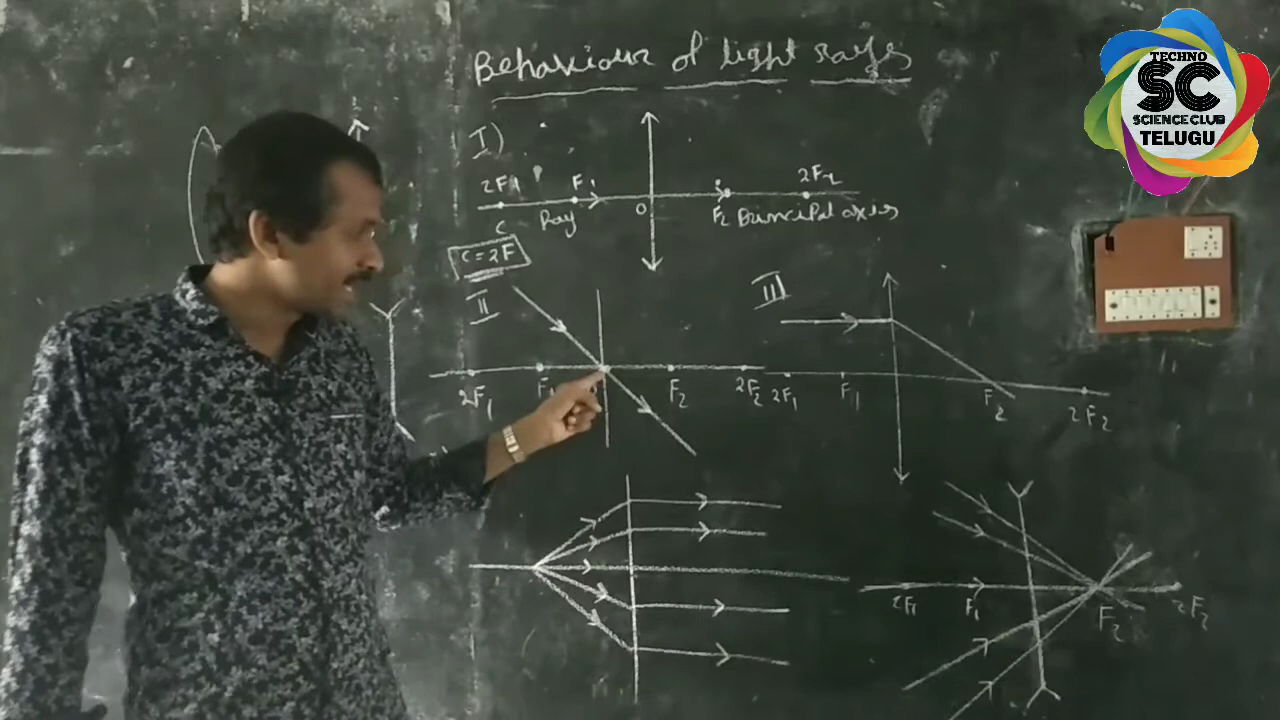 Behaviour of light rays
TECHNO
SC
SCIENCE CLUB
TELUGU
I)
2F1 F1 2F2
C Ray O F2 Principal axis
C = 2F
II
III
2F1 F1 F2 2F2
2F1 F1 F2 2F2
2F1 F1 F2 2F2